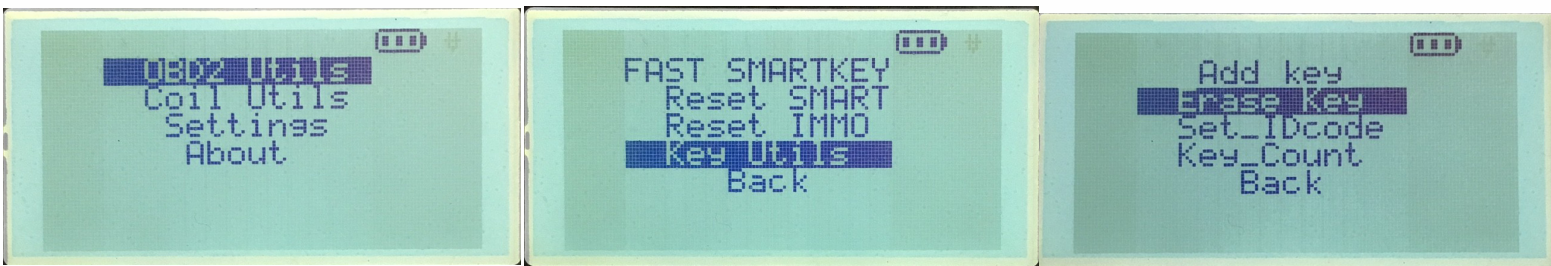 OBD2 Utils
Coil Utils
Settings
About
FAST SMARTKEY
Reset SMART
Reset IMMO
Key Utils
Back
Add key
Erase Key
Set_IDcode
Key_Count
Back